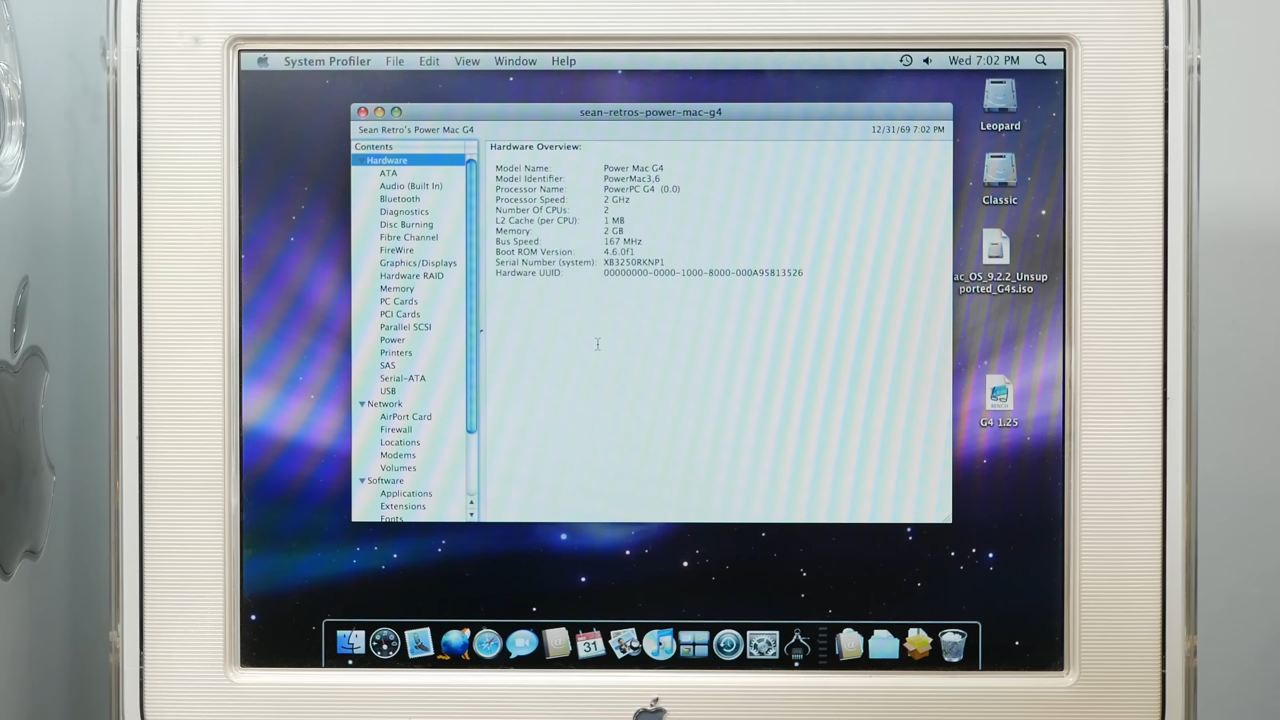 System Profiler File Edit View Window Help Wed 7:02 PM
sean-retros-power-mac-g4
Sean Retro's Power Mac G4 12/31/69 7:02 PM
Contents
Hardware
ATA
Audio (Built In)
Bluetooth
Diagnostics
Disc Burning
Fibre Channel
FireWire
Graphics/Displays
Hardware RAID
Memory
PC Cards
PCI Cards
Parallel SCSI
Power
Printers
SAS
Serial-ATA
USB
Network
AirPort Card
Firewall
Locations
Modems
Volumes
Software
Applications
Extensions
Fonts
Hardware Overview:
Model Name: Power Mac G4
Model Identifier: PowerMac3,6
Processor Name: PowerPC G4 (0.0)
Processor Speed: 2 GHz
Number Of CPUs: 2
L2 Cache (per CPU): 1 MB
Memory: 2 GB
Bus Speed: 167 MHz
Boot ROM Version: 4.6.0f1
Serial Number (system): XB3250RKNP1
Hardware UUID: 00000000-0000-1000-8000-000A95813526
Leopard
Classic
ac_OS_9.2.2_Unsup
ported_G4s.iso
G4 1.25
31